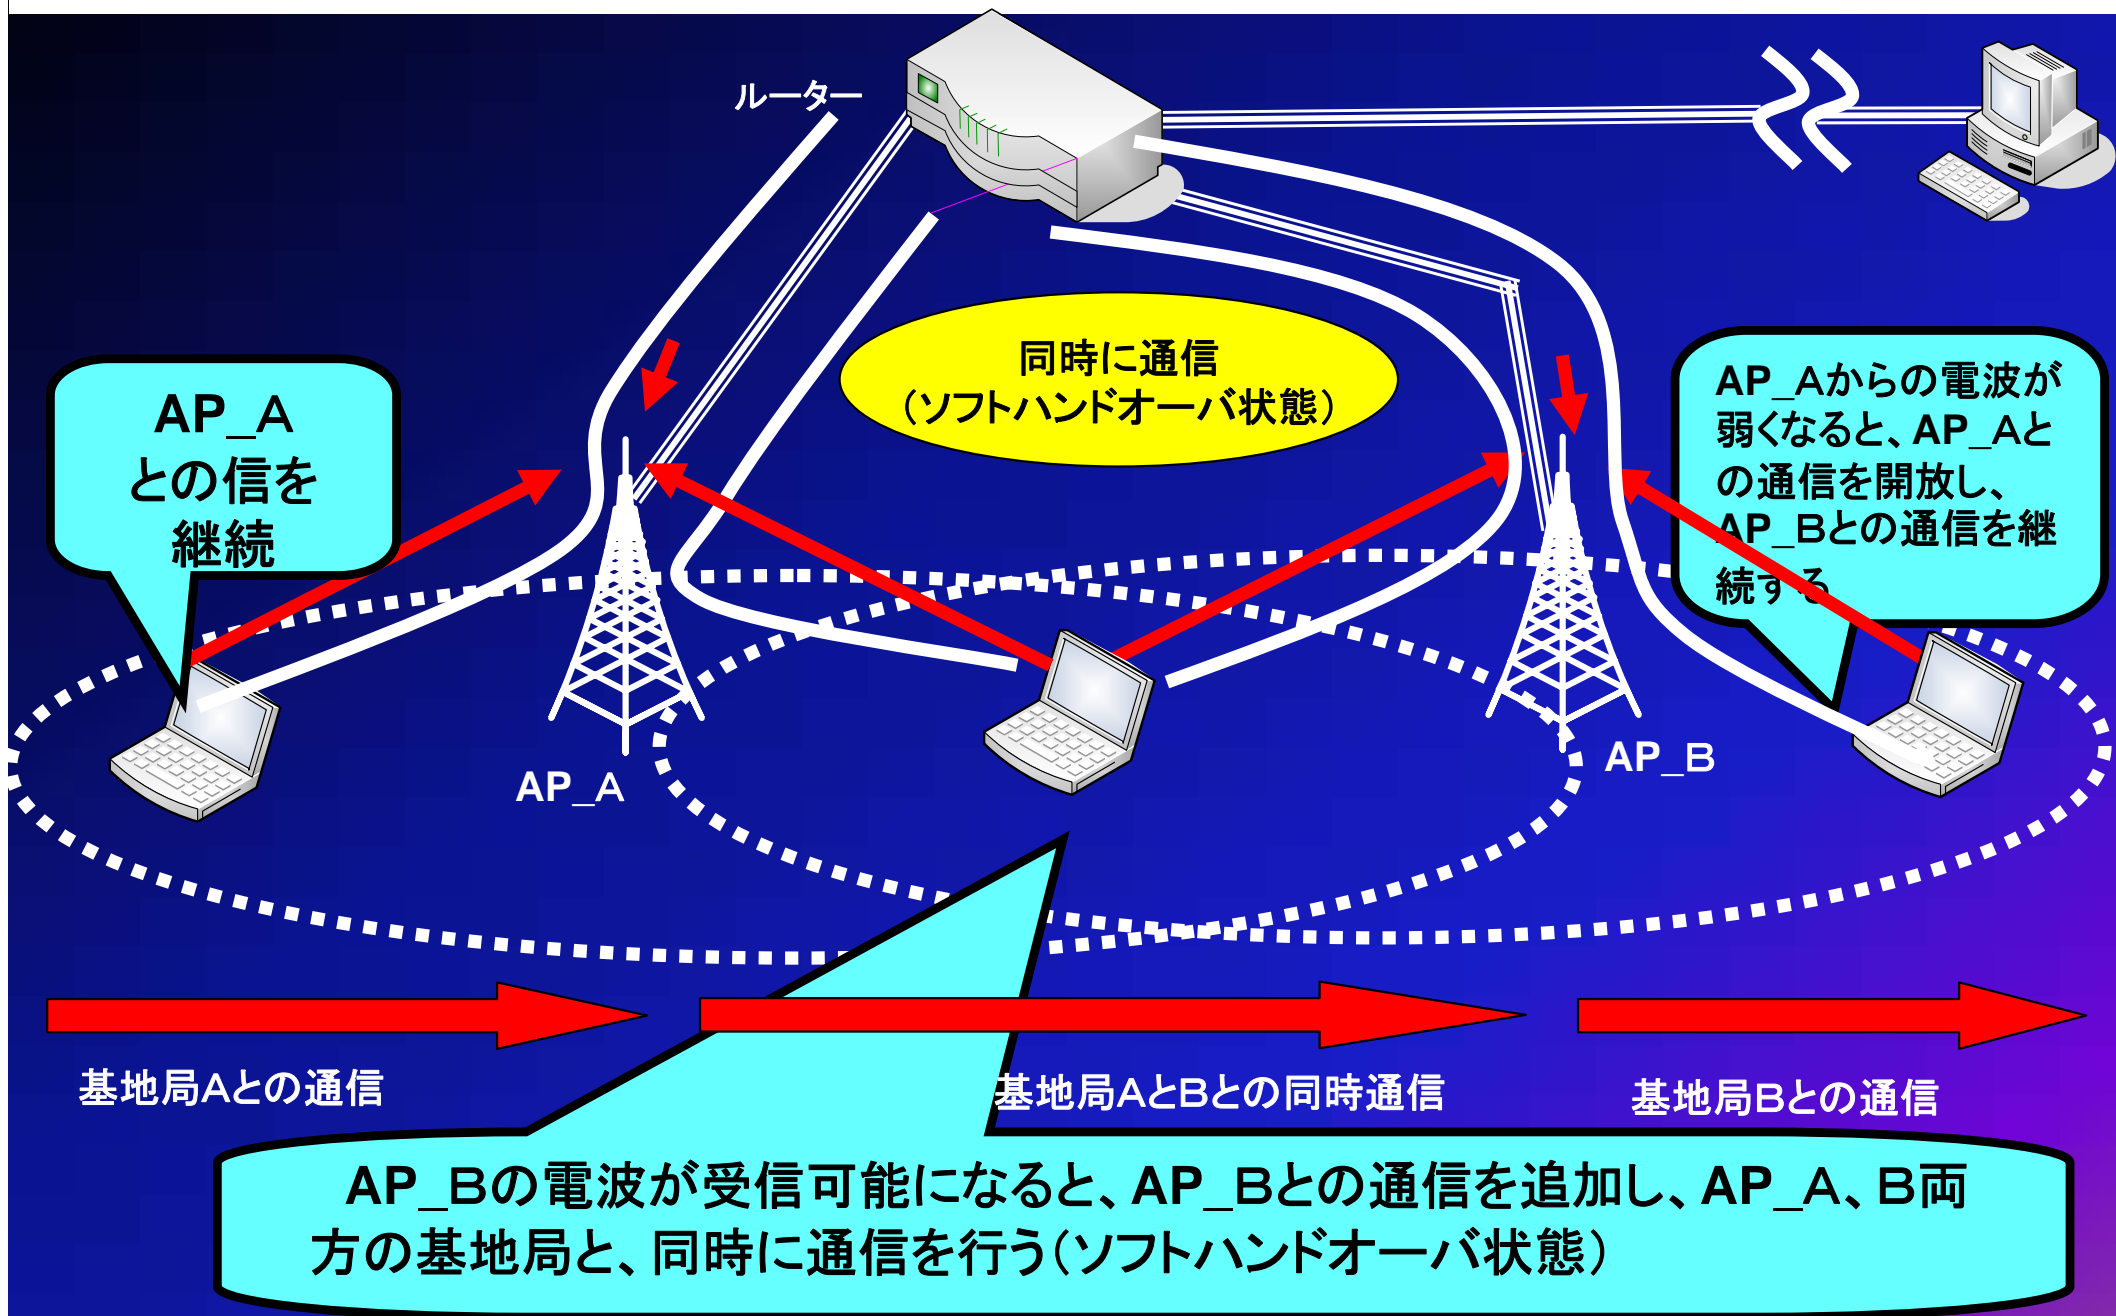 ルーター
同時に通信
（ソフトハンドオーバ状態）
AP_A
との信を
継続
AP_Aからの電波が
弱くなると、AP_Aと
の通信を開放し、
AP_Bとの通信を継
続する
AP_A
AP_B
基地局Aとの通信
基地局AとBとの同時通信
基地局Bとの通信
AP_Bの電波が受信可能になると、AP_Bとの通信を追加し、AP_A、B両
方の基地局と、同時に通信を行う（ソフトハンドオーバ状態）